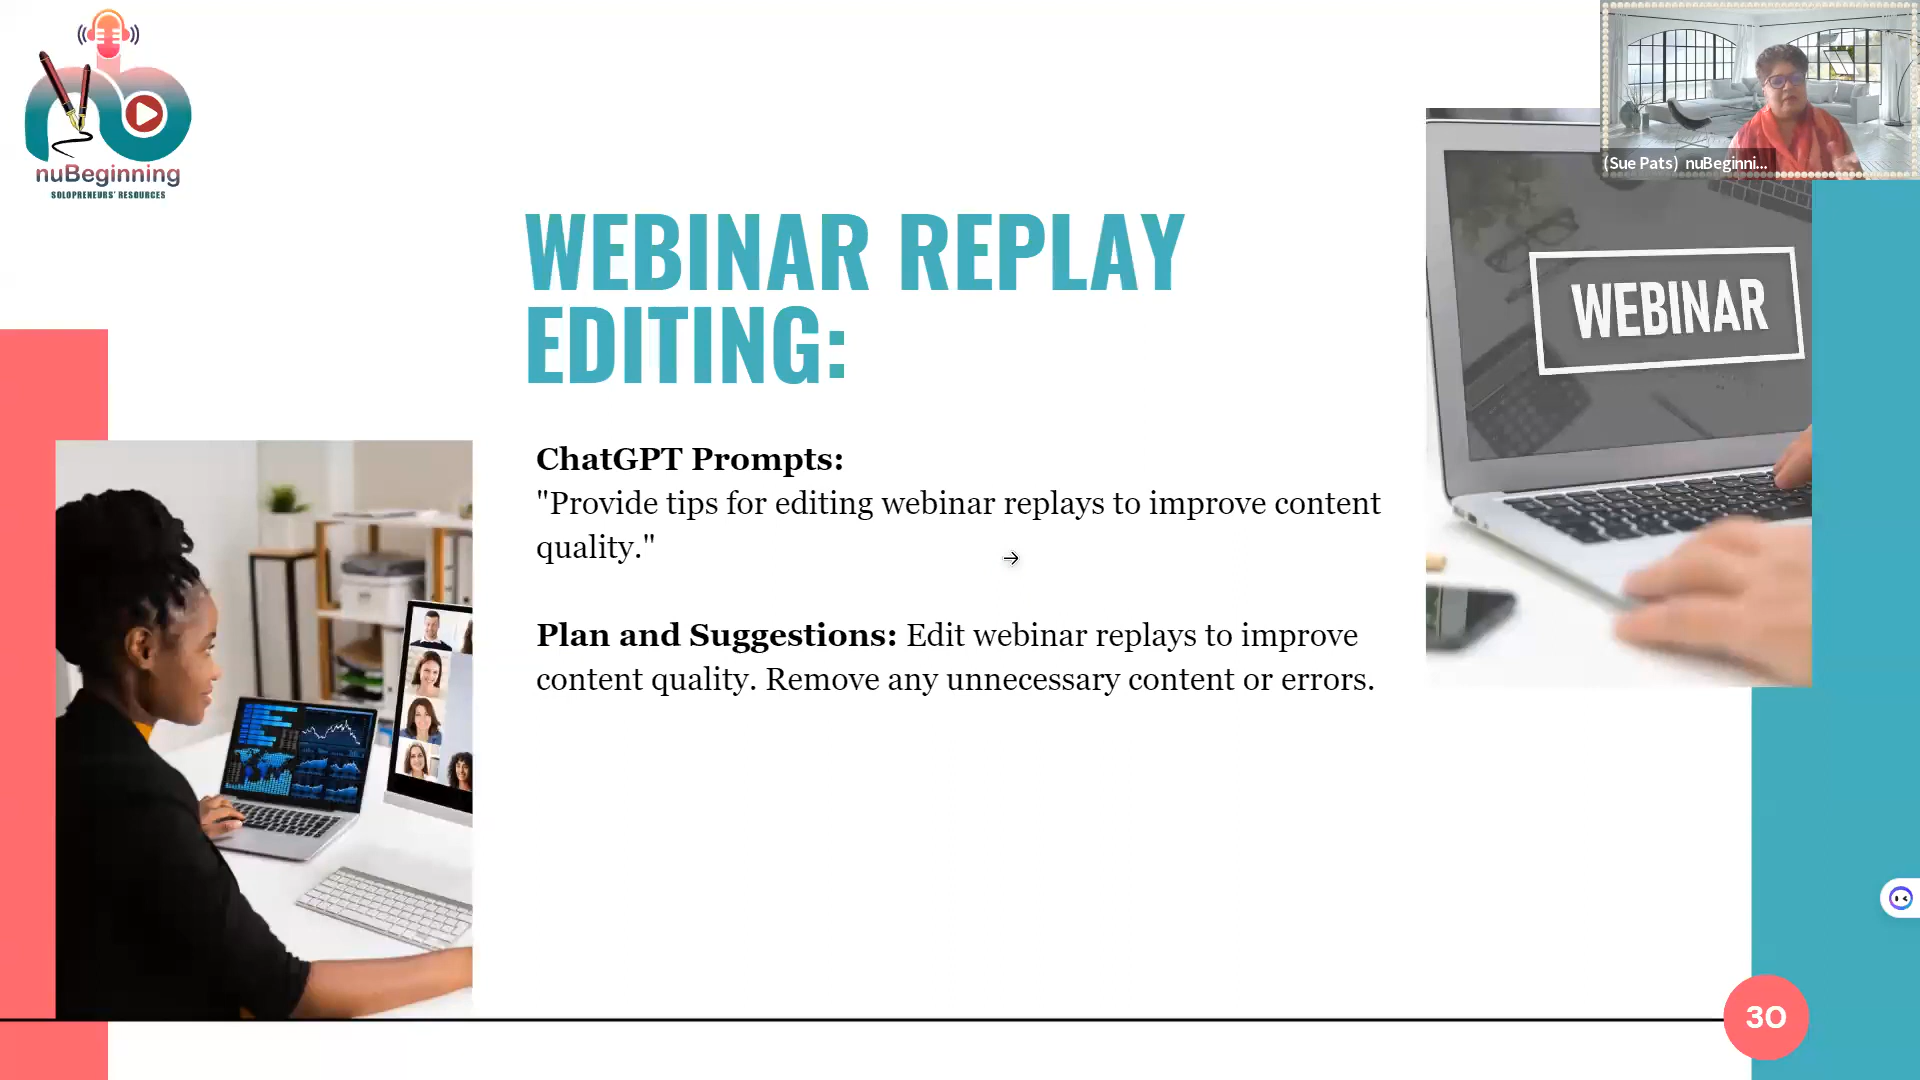 nuBeginning
SOLOPRENEURS' RESOURCES
(Sue Pats) nuBeginni...
WEBINAR REPLAY
EDITING:
WEBINAR
ChatGPT Prompts:
"Provide tips for editing webinar replays to improve content
quality."
Plan and Suggestions: Edit webinar replays to improve
content quality. Remove any unnecessary content or errors.
30